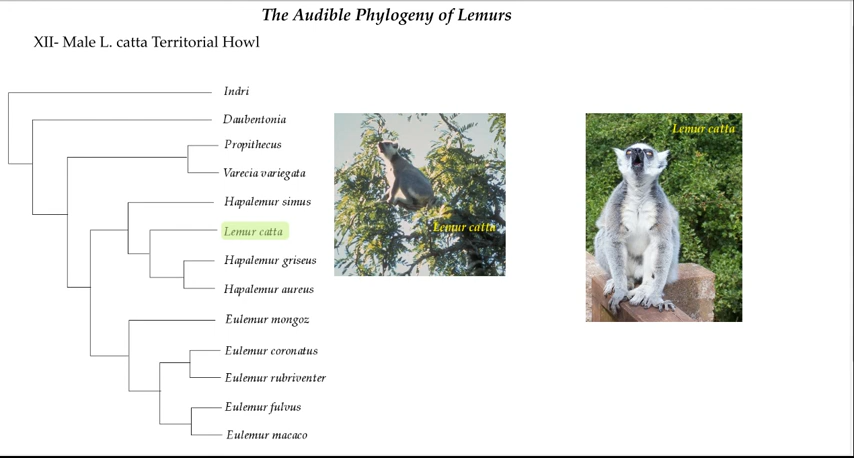 The Audible Phylogeny of Lemurs
XII- Male L. catta Territorial Howl
Indri
Daubentonia
Propithecus
Varecia variegata
Hapalemur simus
Lemur catta
Hapalemur griseus
Hapalemur aureus
Eulemur mongoz
Eulemur coronatus
Eulemur rubriventer
Eulemur fulvus
Eulemur macaco
Lemur catta
Lemur catta